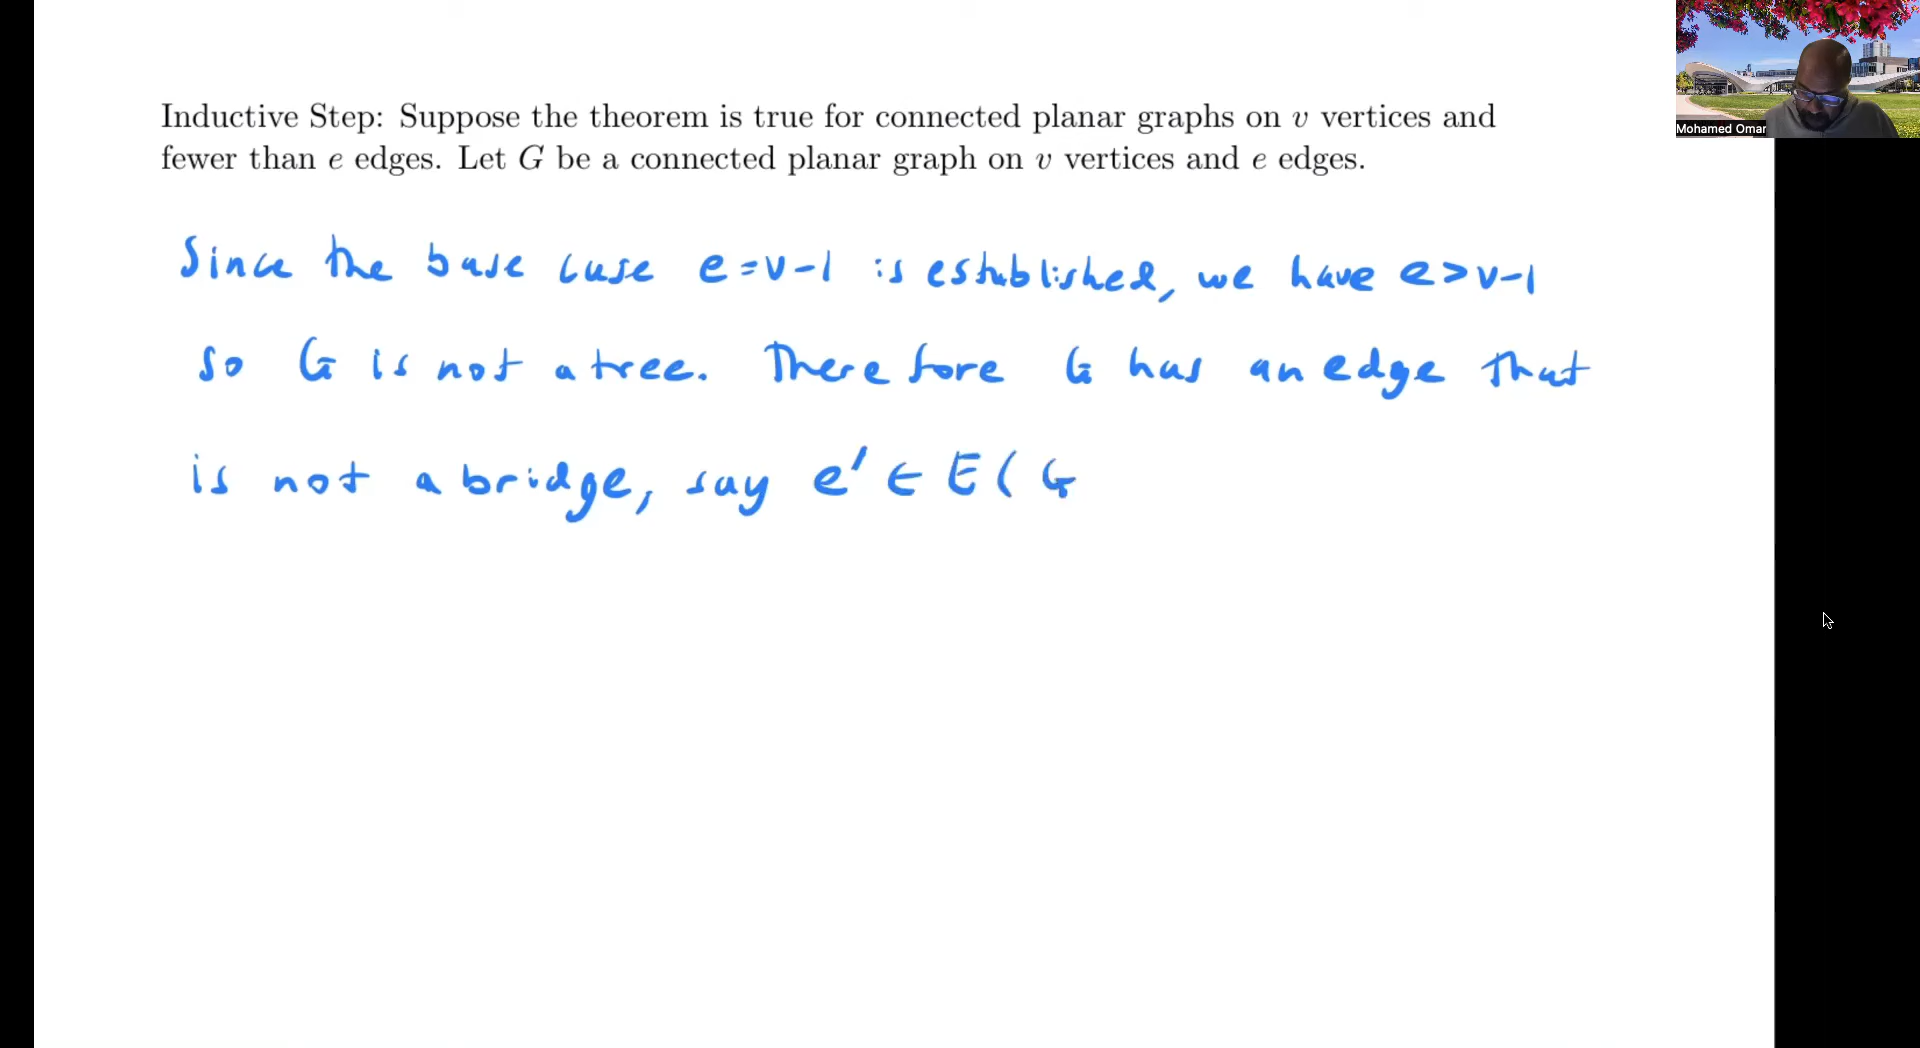 Inductive Step: Suppose the theorem is true for connected planar graphs on v vertices and
fewer than e edges. Let G be a connected planar graph on v vertices and e edges.
Since the base case e=v-1 is established, we have e>v-1
so G is not a tree. Therefore G has an edge that
is not a bridge, say e' ∈ E(G
Mohamed Omar